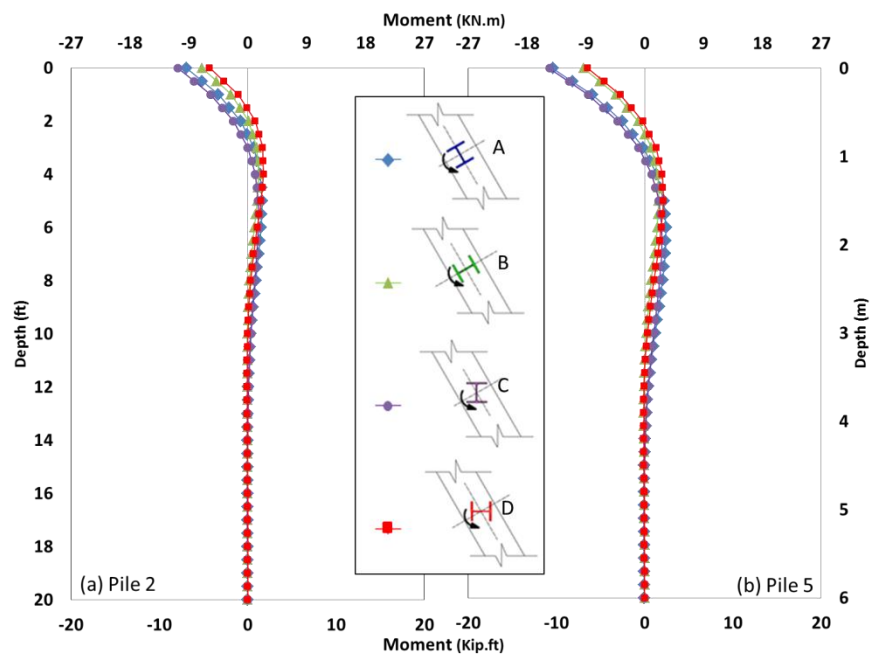 Moment (KN.m)
-27 -18 -9 0 9 18 27
-27 -18 -9 0 9 18 27
Depth (ft)
0
2
4
6
8
10
12
14
16
18
20
A
B
C
D
0
1
2
3
4
5
6
Depth (m)
(a) Pile 2
(b) Pile 5
-20 -10 0 10 20
-20 -10 0 10 20
Moment (Kip.ft)